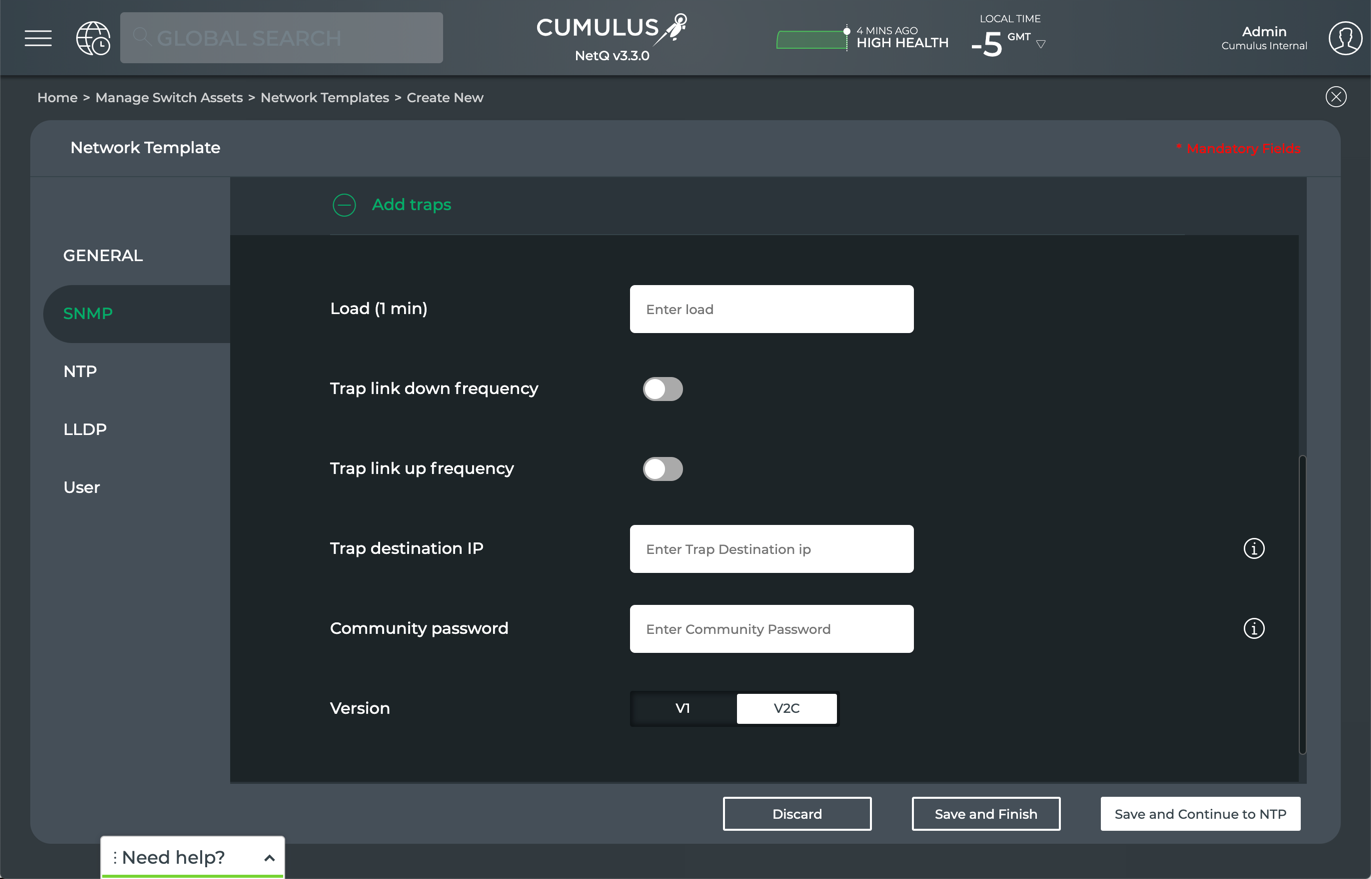 GLOBAL SEARCH
CUMULUS
NetQ v3.3.0
4 MINS AGO
HIGH HEALTH
LOCAL TIME
-5 GMT
Admin
Cumulus Internal
Home > Manage Switch Assets > Network Templates > Create New
Network Template
* Mandatory Fields
GENERAL
SNMP
NTP
LLDP
User
Add traps
Load (1 min)
Enter load
Trap link down frequency
Trap link up frequency
Trap destination IP
Enter Trap Destination ip
Community password
Enter Community Password
Version
V1
V2C
Discard
Save and Finish
Save and Continue to NTP
Need help?